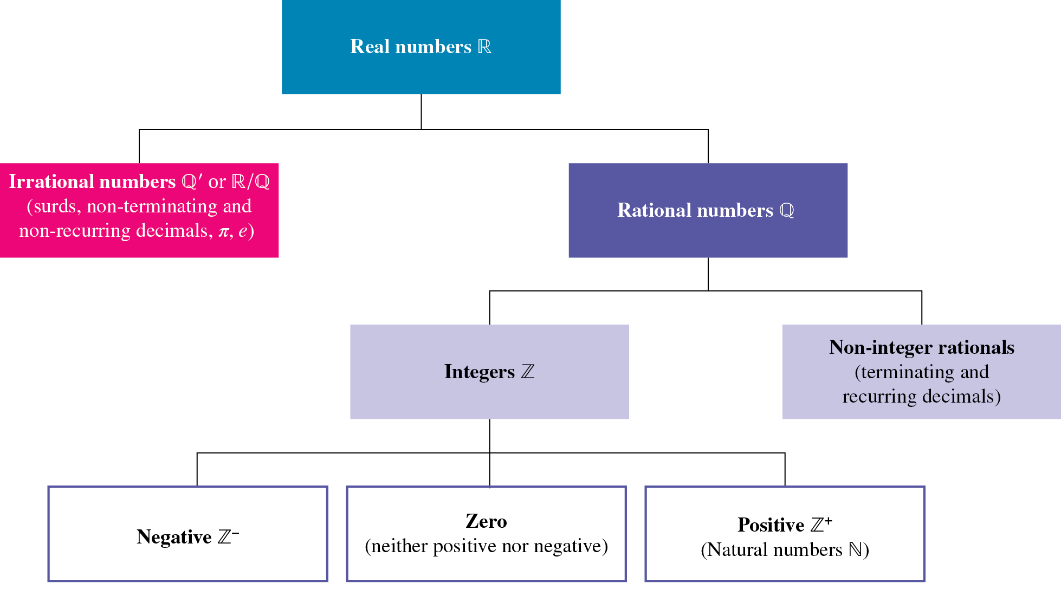 Real numbers ℝ
Irrational numbers ℚ′ or ℝ/ℚ
(surds, non-terminating and
non-recurring decimals, π, e)
Rational numbers ℚ
Integers ℤ
Non-integer rationals
(terminating and
recurring decimals)
Negative ℤ⁻
Zero
(neither positive nor negative)
Positive ℤ⁺
(Natural numbers ℕ)